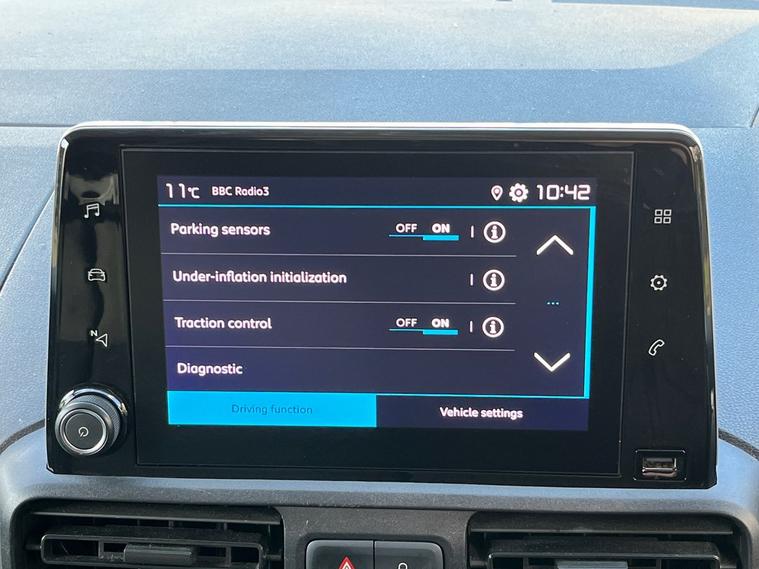 11°C BBC Radio3 10:42
Parking sensors OFF ON
Under-inflation initialization
Traction control OFF ON
Diagnostic
Driving function Vehicle settings
N